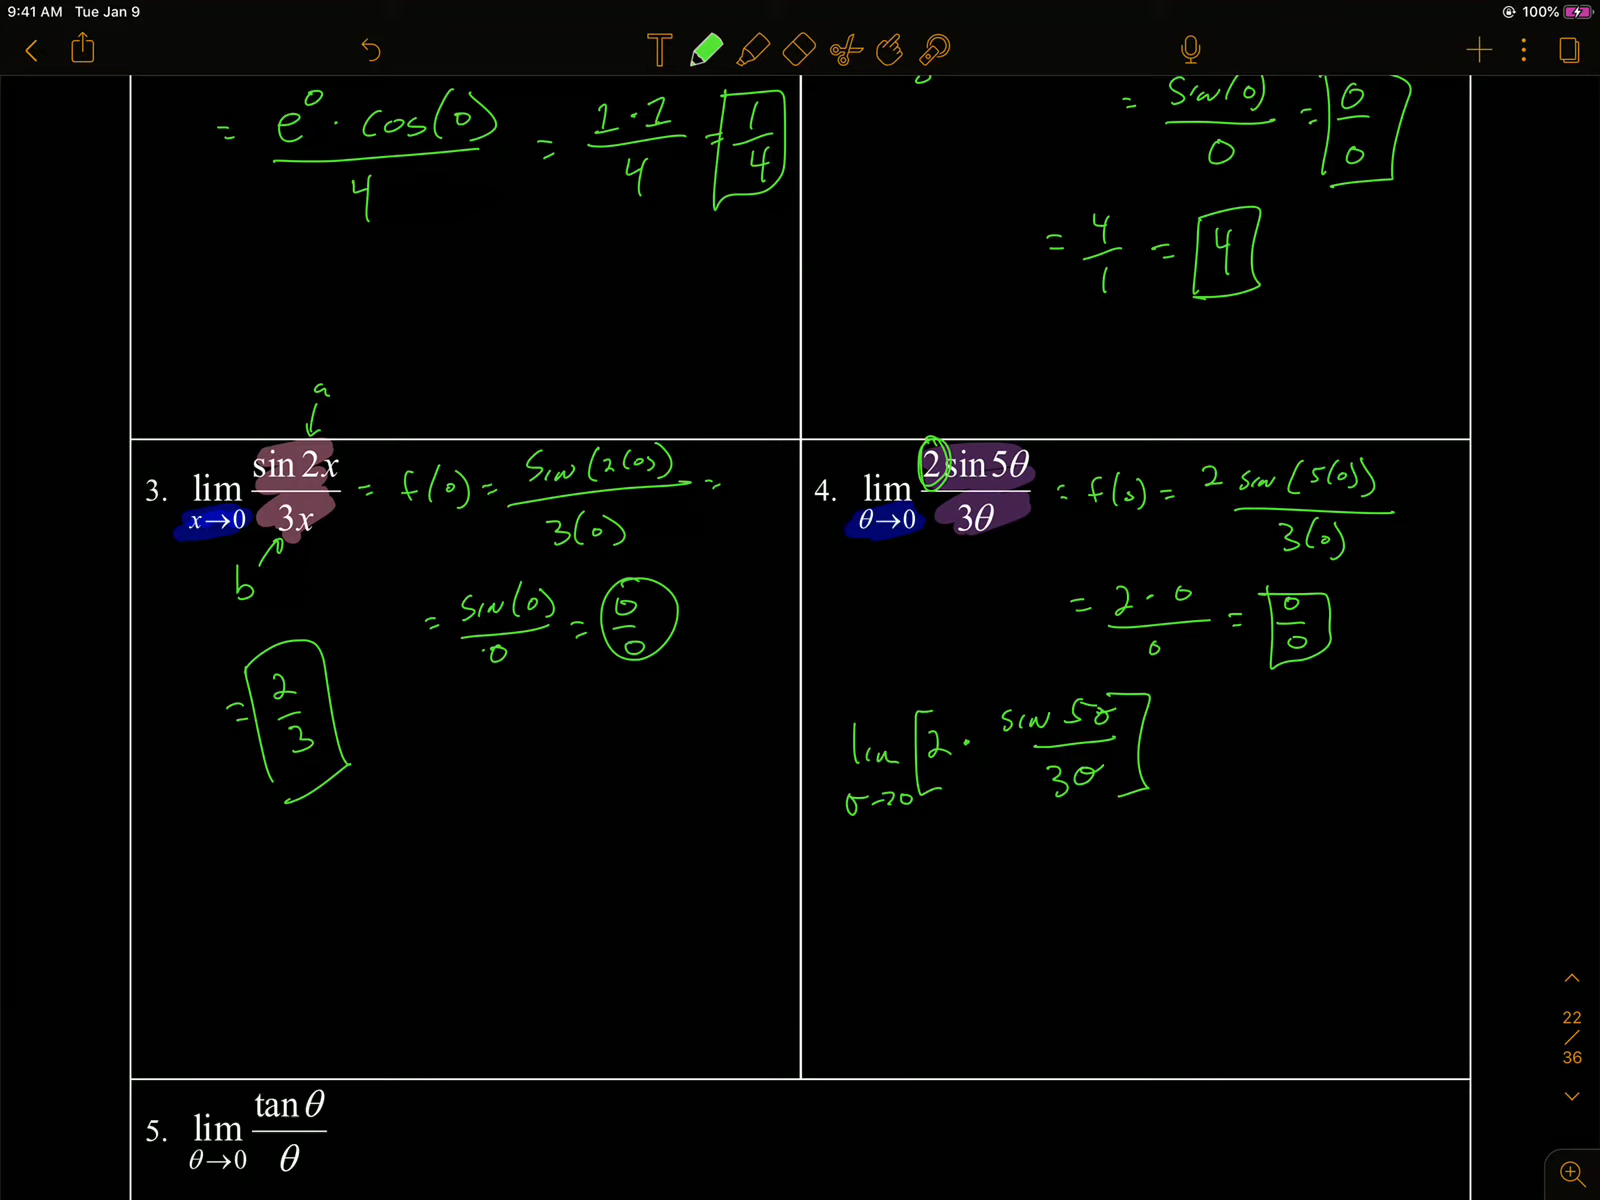 9:41 AM Tue Jan 9
100%
= e^0 · cos(0) / 4 = 1 · 1 / 4 = 1/4
= sin(0) / 0 = 0/0
= 4/1 = 4
a
3. lim x→0 sin 2x / 3x = f(0) = sin(2(0)) / 3(0) =
b
= sin(0) / 0 = 0/0
= 2/3
4. lim θ→0 2 sin 5θ / 3θ = f(0) = 2 sin(5(0)) / 3(0)
= 2 · 0 / 0 = 0/0
lim θ→0 [2 · sin 5θ / 3θ]
5. lim θ→0 tan θ / θ
22
/
36